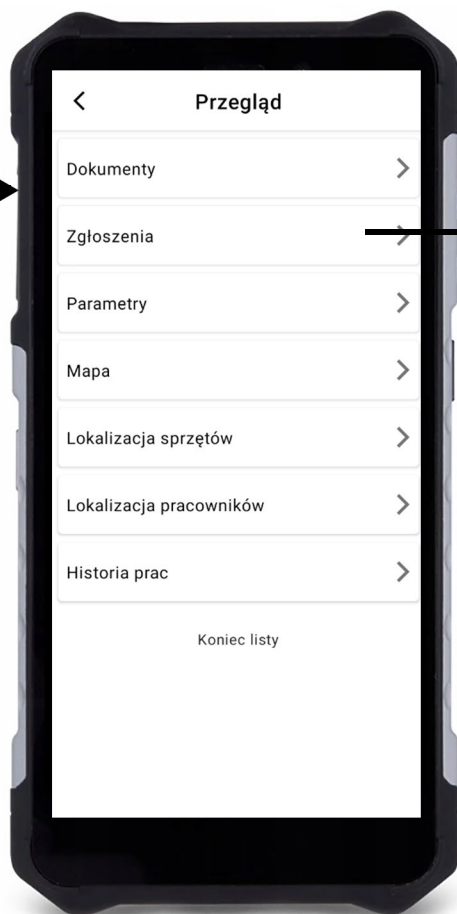 Przegląd
Dokumenty
Zgłoszenia
Parametry
Mapa
Lokalizacja sprzętów
Lokalizacja pracowników
Historia prac
Koniec listy